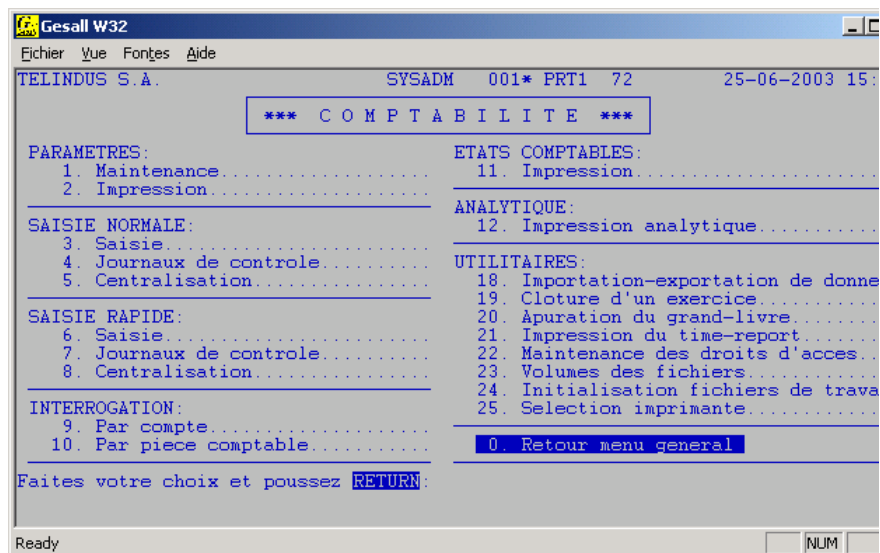 Gesall W32
Fichier Vue Fontes Aide
TELINDUS S.A. SYSADM 001* PRT1 72 25-06-2003 15:
*** C O M P T A B I L I T E ***
PARAMETRES:
1. Maintenance....................
2. Impression.....................
SAISIE NORMALE:
3. Saisie.........................
4. Journaux de controle...........
5. Centralisation.................
SAISIE RAPIDE:
6. Saisie.........................
7. Journaux de controle...........
8. Centralisation.................
INTERROGATION:
9. Par compte.....................
10. Par piece comptable............
ETATS COMPTABLES:
11. Impression.....................
ANALYTIQUE:
12. Impression analytique...........
UTILITAIRES:
18. Importation-exportation de donne
19. Cloture d'un exercice...........
20. Apuration du grand-livre........
21. Impression du time-report.......
22. Maintenance des droits d'acces..
23. Volumes des fichiers............
24. Initialisation fichiers de trava
25. Selection imprimante............
0. Retour menu general
Faites votre choix et poussez RETURN:
Ready NUM